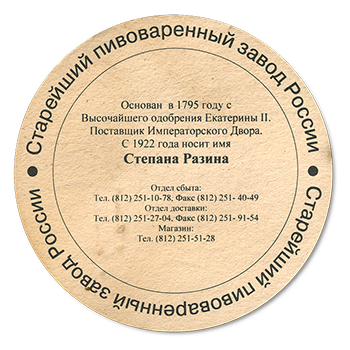 Старейший пивоваренный завод России
Основан в 1795 году с
Высочайшего одобрения Екатерины II.
Поставщик Императорского Двора.
С 1922 года носит имя
Степана Разина
Отдел сбыта:
Тел. (812) 251-10-78, Факс (812) 251- 40-49
Отдел доставки:
Тел. (812) 251-27-04, Факс (812) 251- 91-54
Магазин:
Тел. (812) 251-51-28
Старейший пивоваренный завод России